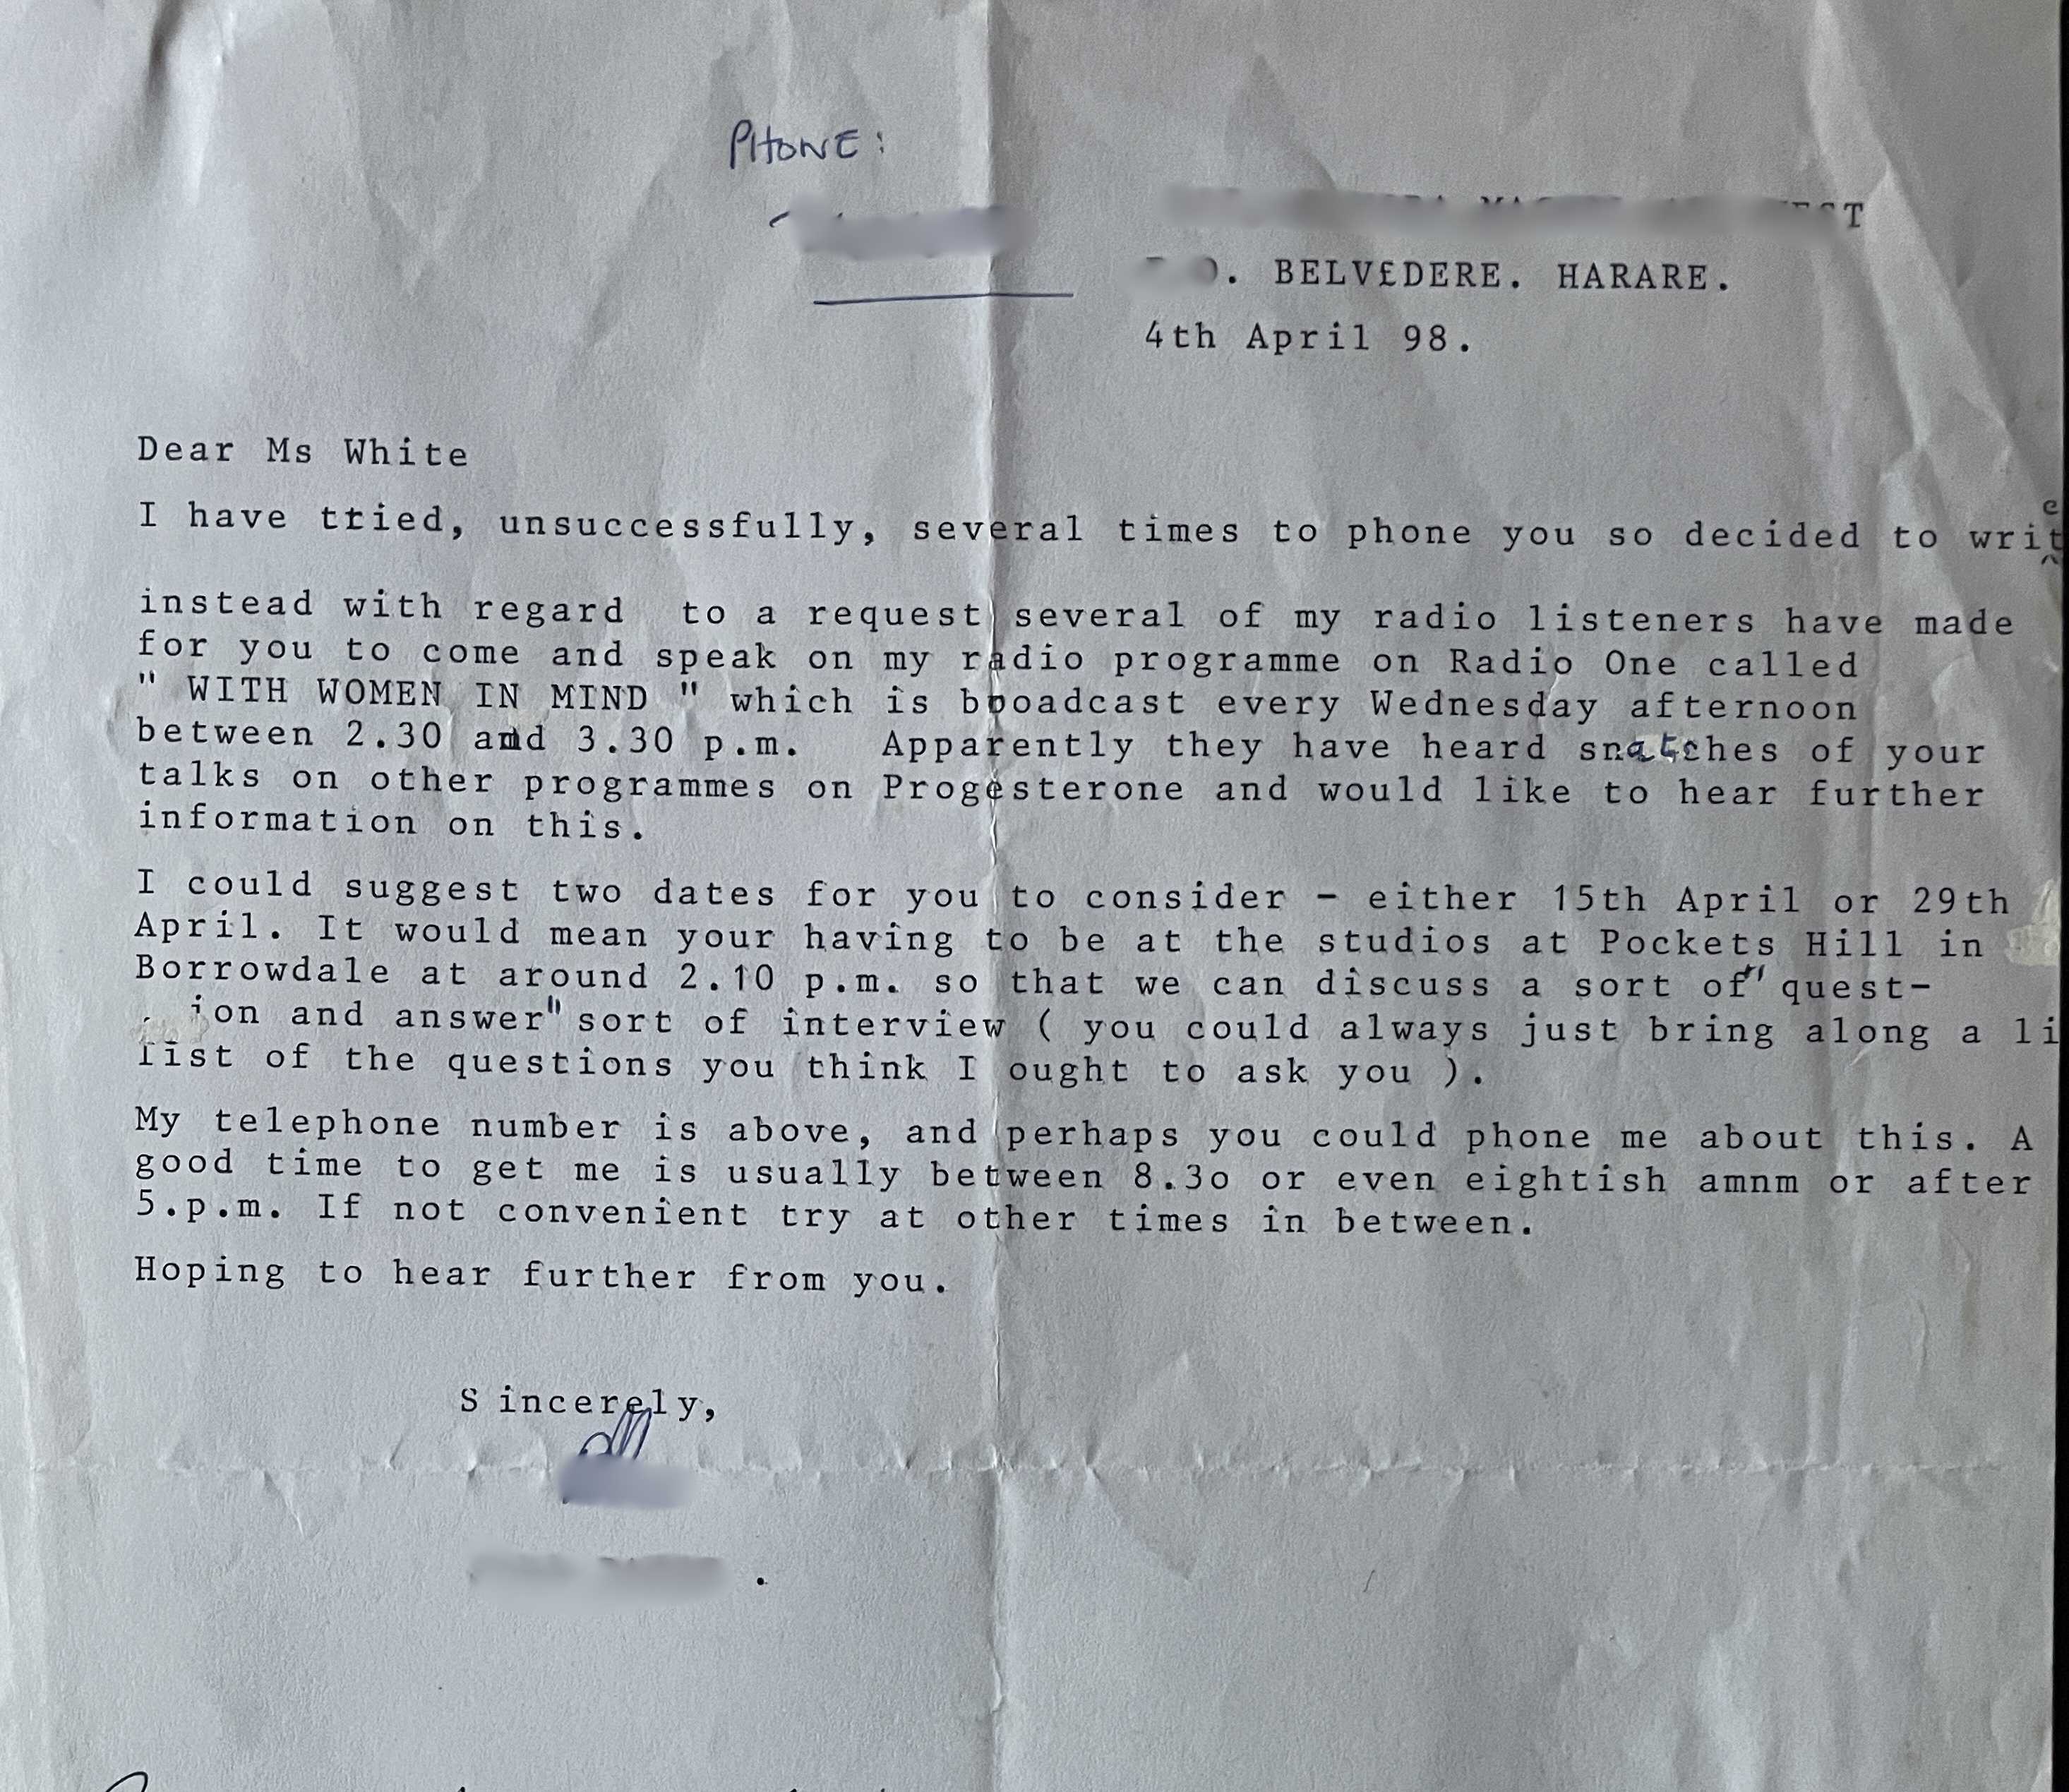 PHONE:
. BELV£DERE. HARARE.
4th April 98.
Dear Ms White
I have tried, unsuccessfully, several times to phone you so decided to write
instead with regard to a request several of my radio listeners have made
for you to come and speak on my radio programme on Radio One called
" WITH WOMEN IN MIND " which is broadcast every Wednesday afternoon
between 2.30 and 3.30 p.m. Apparently they have heard snatches of your
talks on other programmes on Progesterone and would like to hear further
information on this.
I could suggest two dates for you to consider - either 15th April or 29th
April. It would mean your having to be at the studios at Pockets Hill in
Borrowdale at around 2.10 p.m. so that we can discuss a sort of" quest-
ion and answer" sort of interview ( you could always just bring along a li
list of the questions you think I ought to ask you ).
My telephone number is above, and perhaps you could phone me about this. A
good time to get me is usually between 8.3o or even eightish amnm or after
5.p.m. If not convenient try at other times in between.
Hoping to hear further from you.
S incerely,